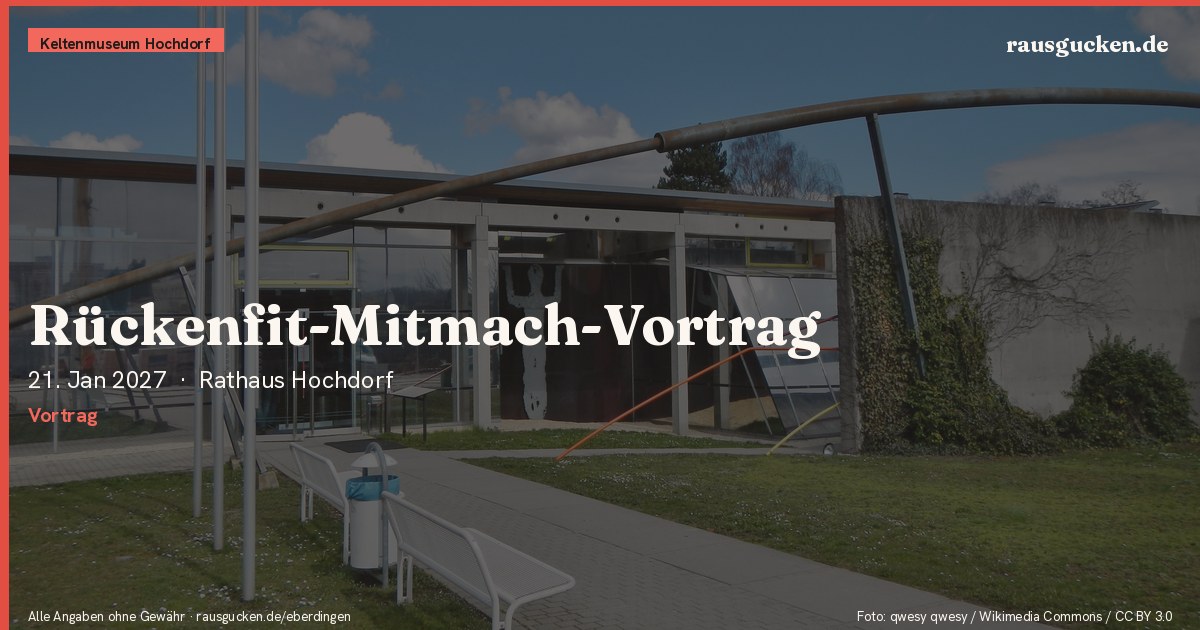 Keltenmuseum Hochdorf
rausgucken.de
Rückenfit-Mitmach-Vortrag
21. Jan 2027 · Rathaus Hochdorf
Vortrag
Alle Angaben ohne Gewähr · rausgucken.de/eberdingen
Foto: qwesy qwesy / Wikimedia Commons / CC BY 3.0